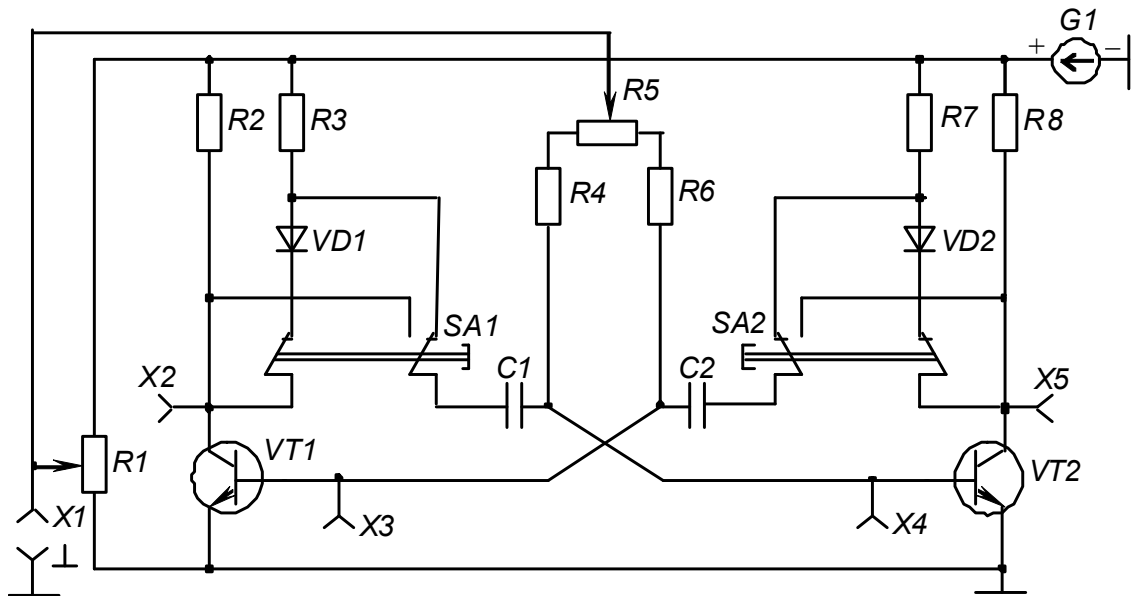 G1
+ −
R2 R3 R5 R7 R8
R4 R6
VD1 VD2
SA1 SA2
X2 C1 C2 X5
R1 VT1 VT2
X1 X3 X4
⊥